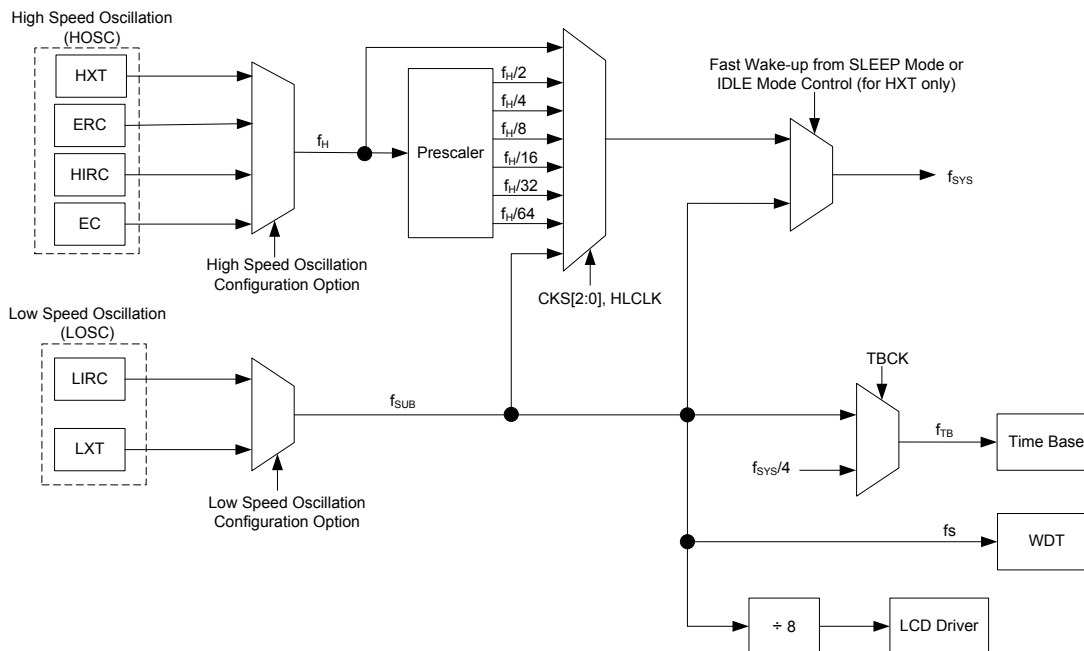 High Speed Oscillation
(HOSC)
HXT
ERC
HIRC
EC
fH
High Speed Oscillation
Configuration Option
Prescaler
fH/2
fH/4
fH/8
fH/16
fH/32
fH/64
CKS[2:0], HLCLK
Fast Wake-up from SLEEP Mode or
IDLE Mode Control (for HXT only)
fSYS
Low Speed Oscillation
(LOSC)
LIRC
LXT
fSUB
Low Speed Oscillation
Configuration Option
TBCK
fSYS/4
fTB
Time Base
fs
WDT
÷ 8
LCD Driver